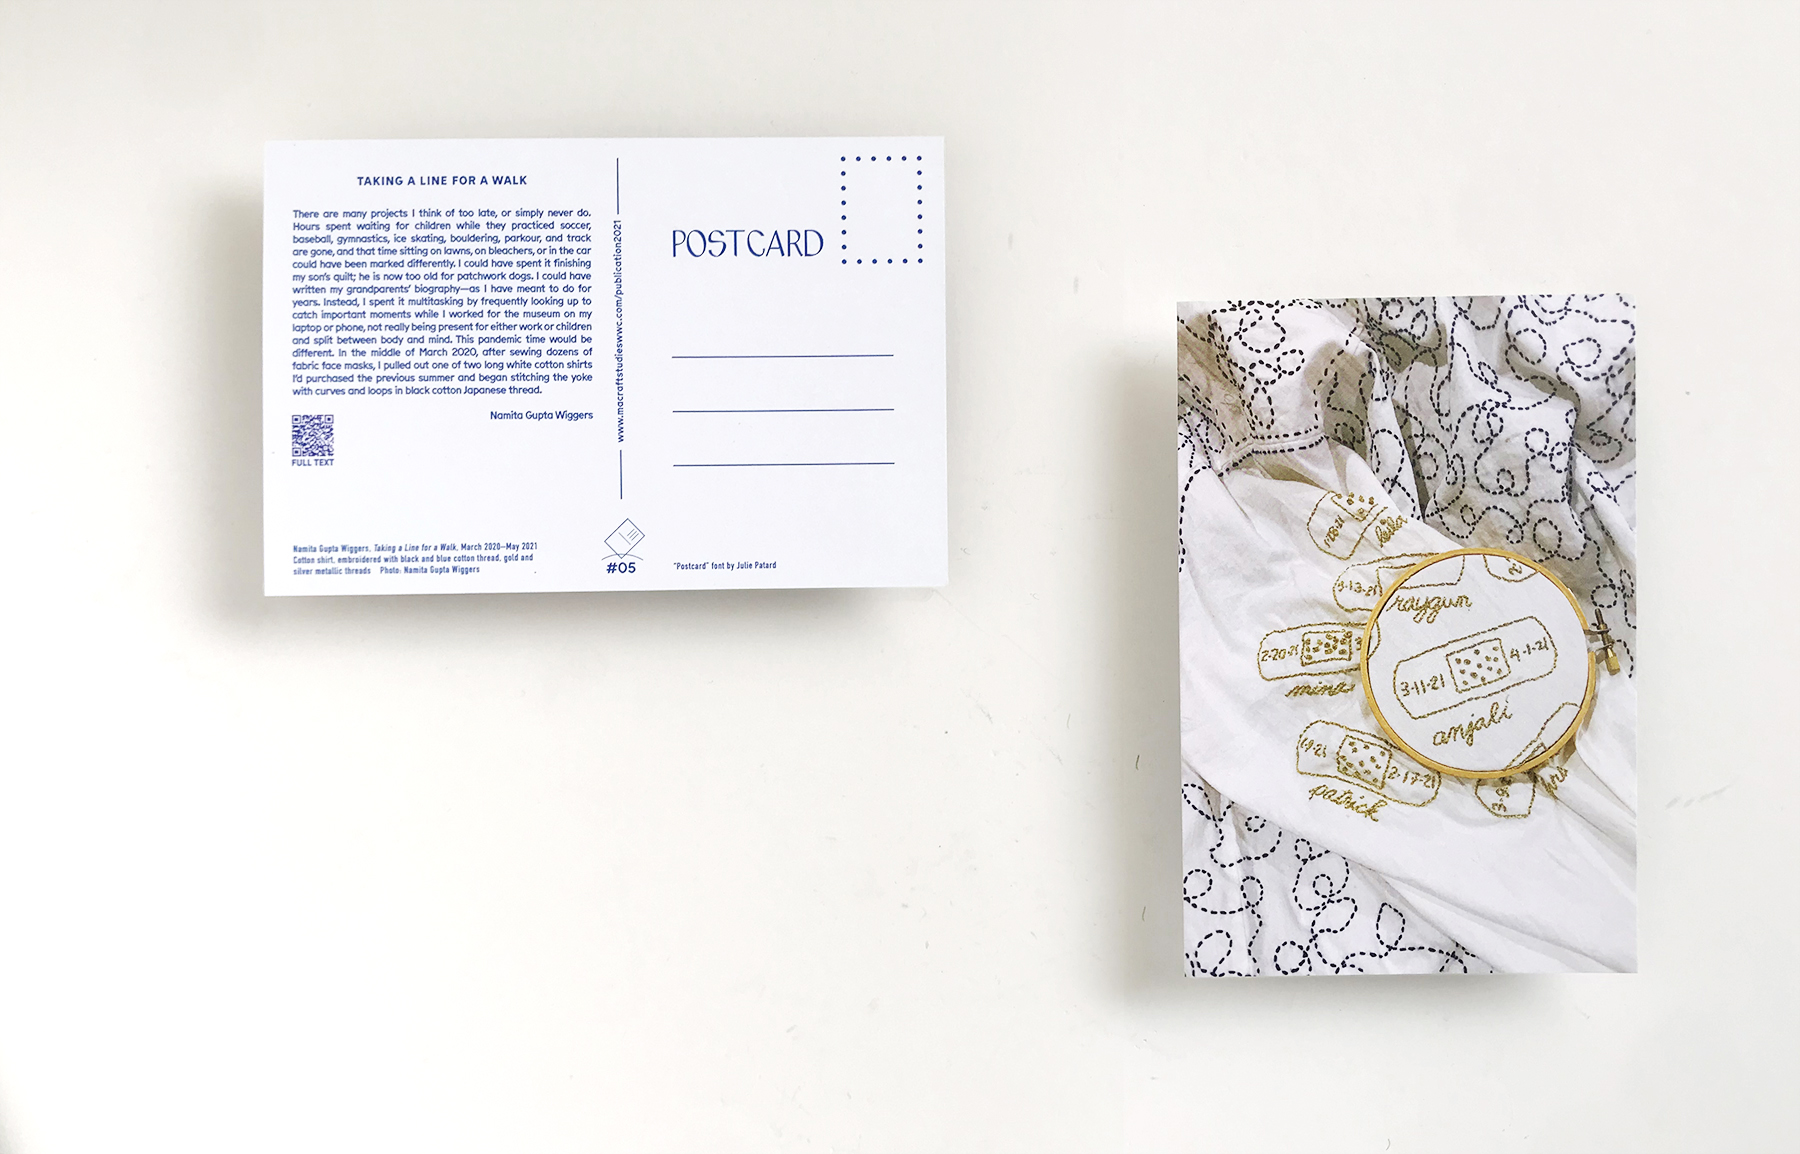 TAKING A LINE FOR A WALK
There are many projects I think of too late, or simply never do.
Hours spent waiting for children while they practiced soccer,
baseball, gymnastics, ice skating, bouldering, parkour, and track
are gone, and that time sitting on lawns, on bleachers, or in the car
could have been marked differently. I could have spent it finishing
my son's quilt; he is now too old for patchwork dogs. I could have
written my grandparents' biography—as I have meant to do for
years. Instead, I spent it multitasking by frequently looking up to
catch important moments while I worked for the museum on my
laptop or phone, not really being present for either work or children
and split between body and mind. This pandemic time would be
different. In the middle of March 2020, after sewing dozens of
fabric face masks, I pulled out one of two long white cotton shirts
I'd purchased the previous summer and began stitching the yoke
with curves and loops in black cotton Japanese thread.
Namita Gupta Wiggers
FULL TEXT
Namita Gupta Wiggers, Taking a Line for a Walk, March 2020–May 2021
Cotton shirt, embroidered with black and blue cotton thread, gold and
silver metallic threads Photo: Namita Gupta Wiggers
www.macraftstudieswwc.com/publication2021
#05
POSTCARD
"Postcard" font by Julie Patard
leila
raygun
2-20-21 3
mina
3-11-21 4-1-21
anjali
1-9-21 2-17-21
patrick